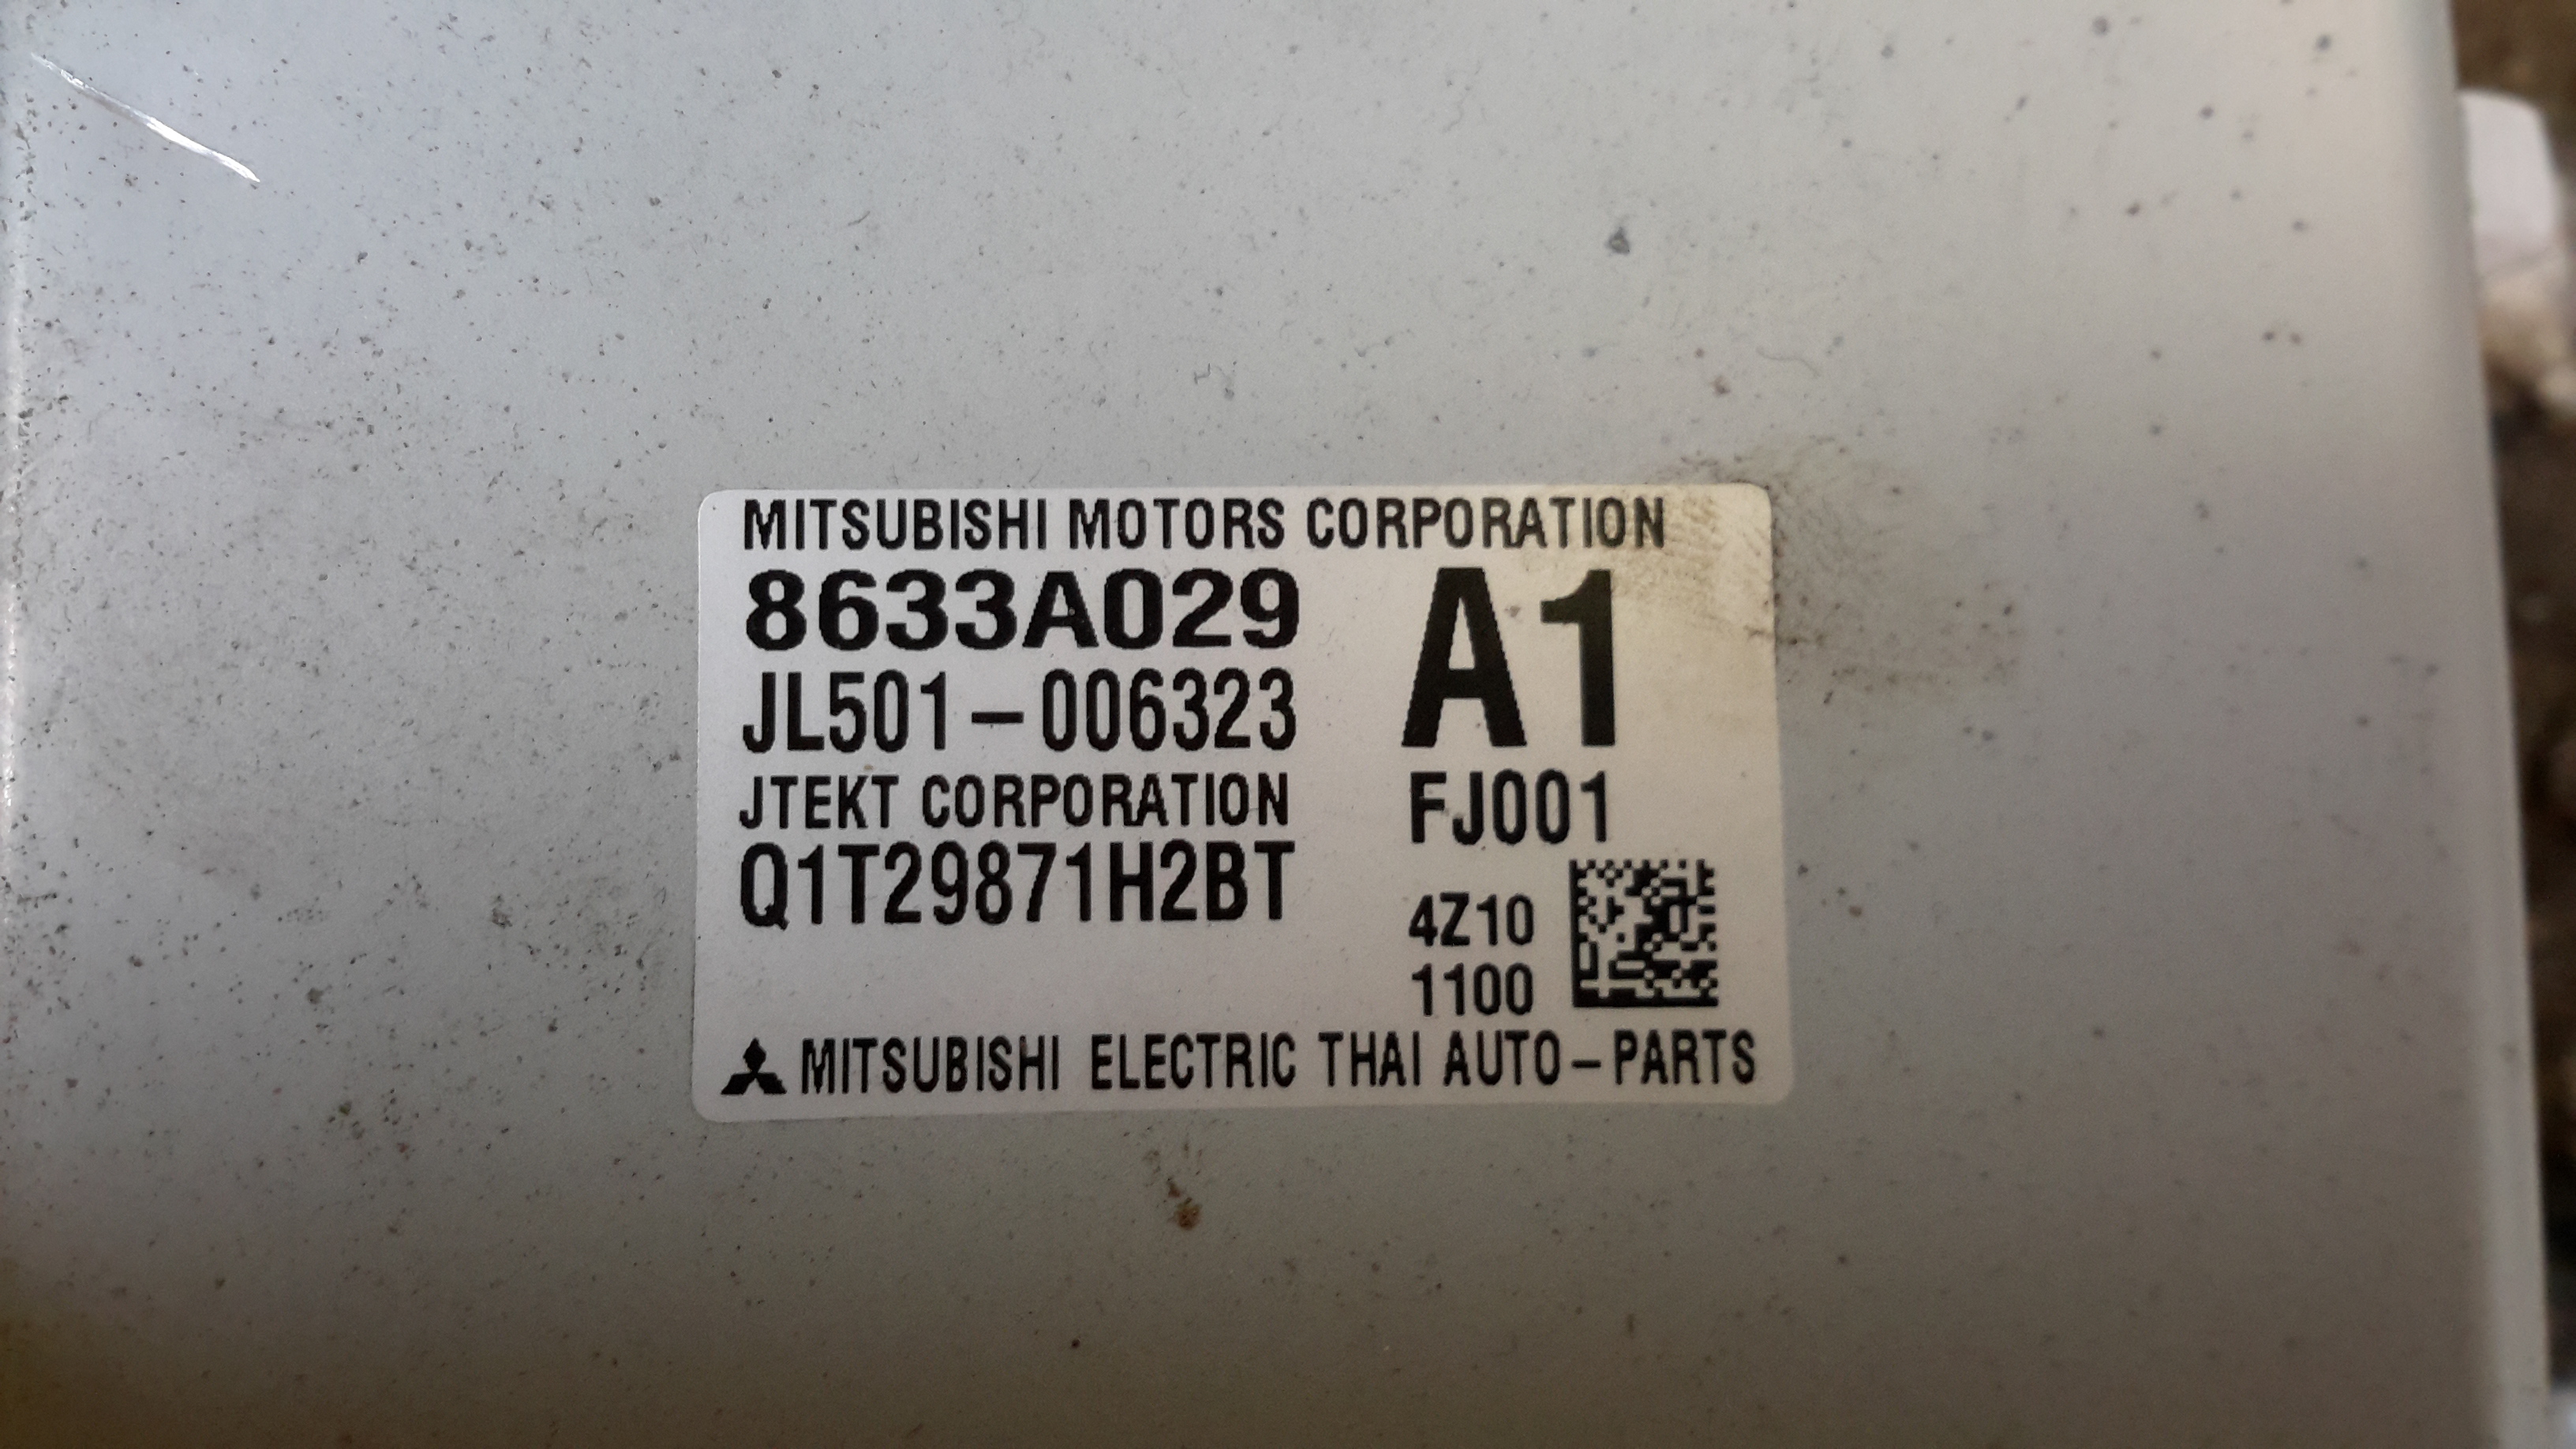 MITSUBISHI MOTORS CORPORATION
8633A029 A1
JL501-006323
JTEKT CORPORATION FJ001
Q1T29871H2BT
4Z10
1100
MITSUBISHI ELECTRIC THAI AUTO-PARTS